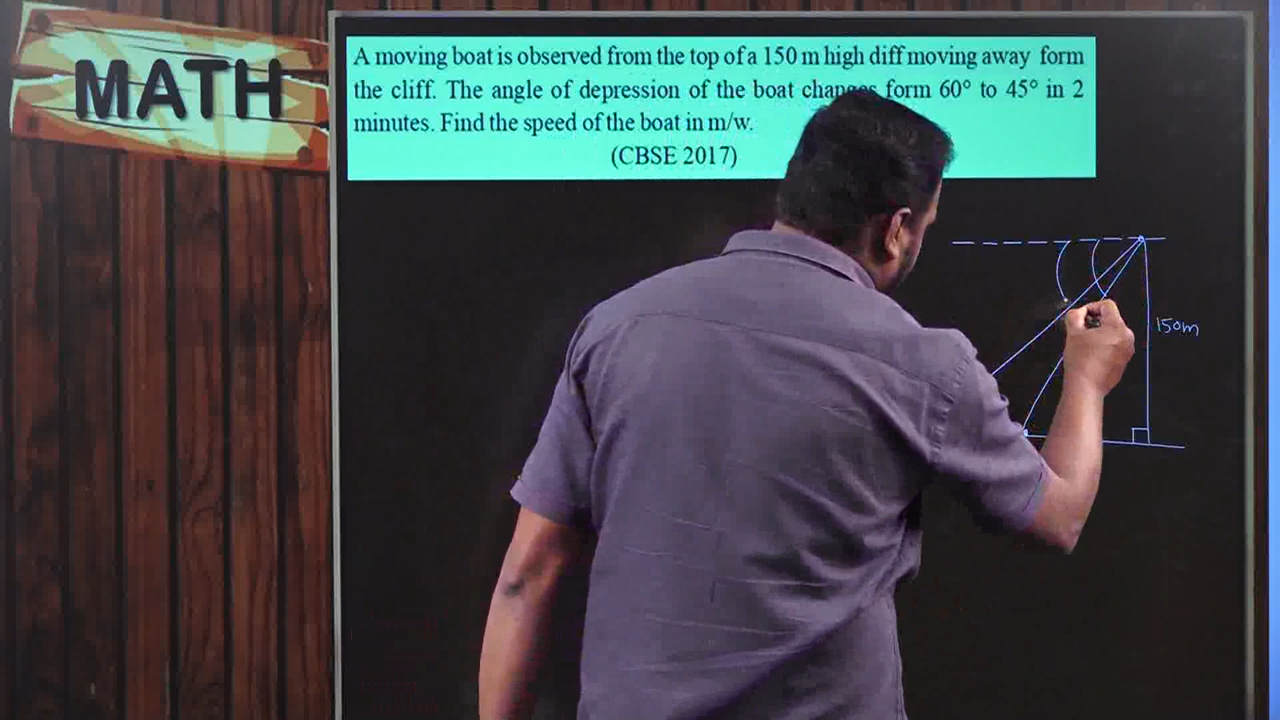 MATH
A moving boat is observed from the top of a 150 m high diff moving away form
the cliff. The angle of depression of the boat changes form 60° to 45° in 2
minutes. Find the speed of the boat in m/w.
(CBSE 2017)
150m